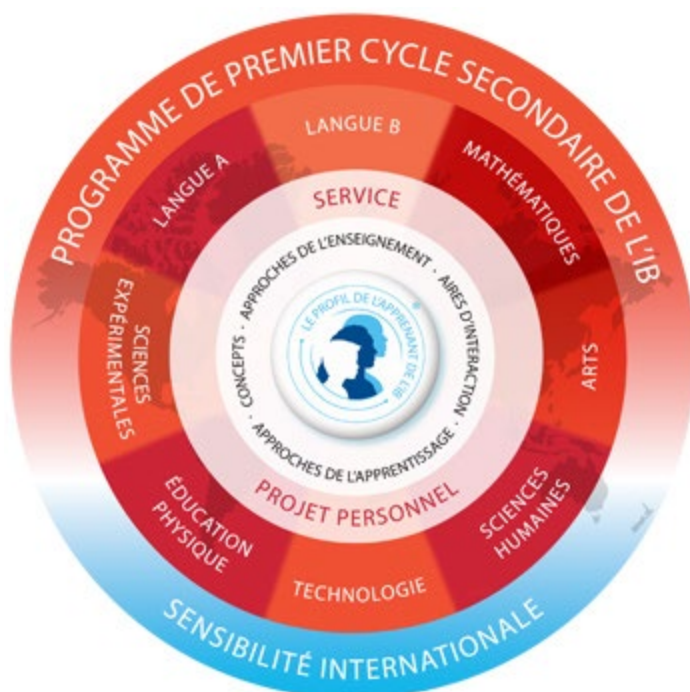 PROGRAMME DE PREMIER CYCLE SECONDAIRE DE L'IB
LANGUE B
LANGUE A
MATHÉMATIQUES
SERVICE
APPROCHES DE L'ENSEIGNEMENT ·
AIRES D'INTERACTION ·
LE PROFIL DE L'APPRENANT DE L'IB
®
SCIENCES
EXPÉRIMENTALES
· CONCEPTS ·
ARTS
APPROCHES DE L'APPRENTISSAGE
PROJET PERSONNEL
ÉDUCATION
PHYSIQUE
SCIENCES
HUMAINES
TECHNOLOGIE
SENSIBILITÉ INTERNATIONALE